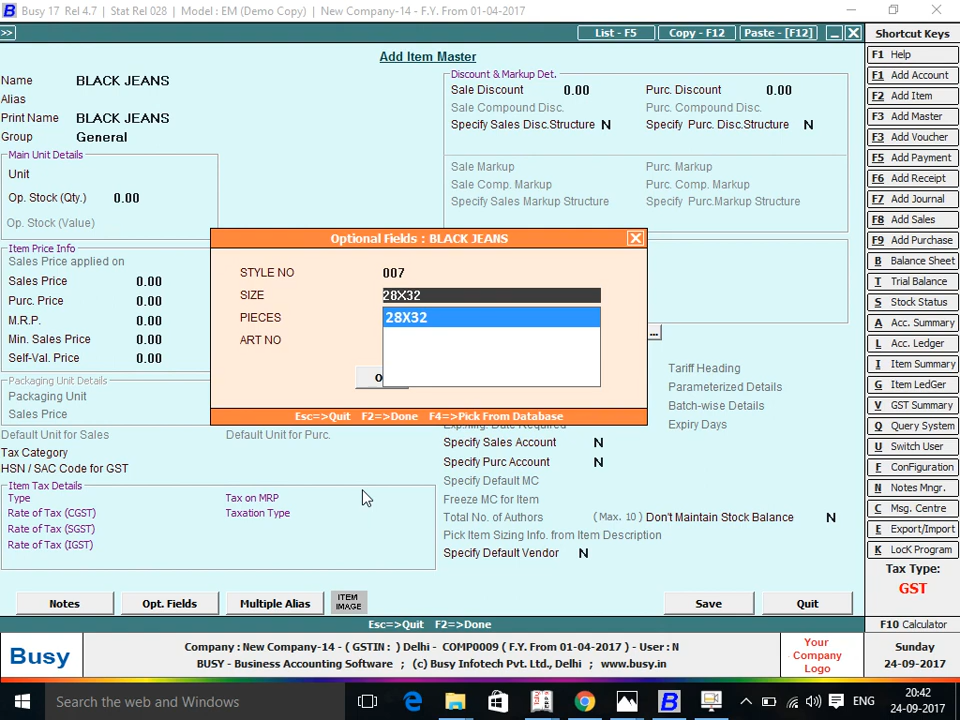 Busy 17 Rel 4.7 | Stat Rel 028 | Model : EM (Demo Copy) | New Company-14 - F.Y. From 01-04-2017
>> List - F5 Copy - F12 Paste - [F12]
Shortcut Keys
Add Item Master
Name BLACK JEANS
Alias
Print Name BLACK JEANS
Group General
Main Unit Details
Unit
Op. Stock (Qty.) 0.00
Op. Stock (Value)
Item Price Info
Sales Price applied on
Sales Price 0.00
Purc. Price 0.00
M.R.P. 0.00
Min. Sales Price 0.00
Self-Val. Price 0.00
Packaging Unit Details
Packaging Unit
Sales Price
Default Unit for Sales Default Unit for Purc.
Tax Category
HSN / SAC Code for GST
Item Tax Details
Type Tax on MRP
Rate of Tax (CGST) Taxation Type
Rate of Tax (SGST)
Rate of Tax (IGST)
Discount & Markup Det.
Sale Discount 0.00 Purc. Discount 0.00
Sale Compound Disc. Purc. Compound Disc.
Specify Sales Disc.Structure N Specify Purc. Disc.Structure N
Sale Markup Purc. Markup
Sale Comp. Markup Purc. Comp. Markup
Specify Sales Markup Structure Specify Purc.Markup Structure
Optional Fields : BLACK JEANS
STYLE NO 007
SIZE 28X32
PIECES 28X32
ART NO
Esc=>Quit F2=>Done F4=>Pick From Database
...
Tariff Heading
Parameterized Details
Batch-wise Details
Expiry Days
Specify Sales Account N
Specify Purc Account N
Specify Default MC
Freeze MC for Item
Total No. of Authors ( Max. 10 ) Don't Maintain Stock Balance N
Pick Item Sizing Info. from Item Description
Specify Default Vendor N
Notes Opt. Fields Multiple Alias ITEM IMAGE Save Quit
Esc=>Quit F2=>Done
F1 Help
F1 Add Account
F2 Add Item
F3 Add Master
F3 Add Voucher
F5 Add Payment
F6 Add Receipt
F7 Add Journal
F8 Add Sales
F9 Add Purchase
B Balance Sheet
T Trial Balance
S Stock Status
A Acc. Summary
L Acc. Ledger
I Item Summary
G Item LedGer
V GST Summary
Q Query System
U Switch User
F Configuration
N Notes Mngr.
C Msg. Centre
E Export/Import
K LocK Program
Tax Type:
GST
F10 Calculator
Busy
Company : New Company-14 - ( GSTIN : ) Delhi - COMP0009 ( F.Y. From 01-04-2017 ) - User : N
BUSY - Business Accounting Software ; (c) Busy Infotech Pvt. Ltd., Delhi ; www.busy.in
Your
Company
Logo
Sunday
24-09-2017
Search the web and Windows
ENG
20:42
24-09-2017